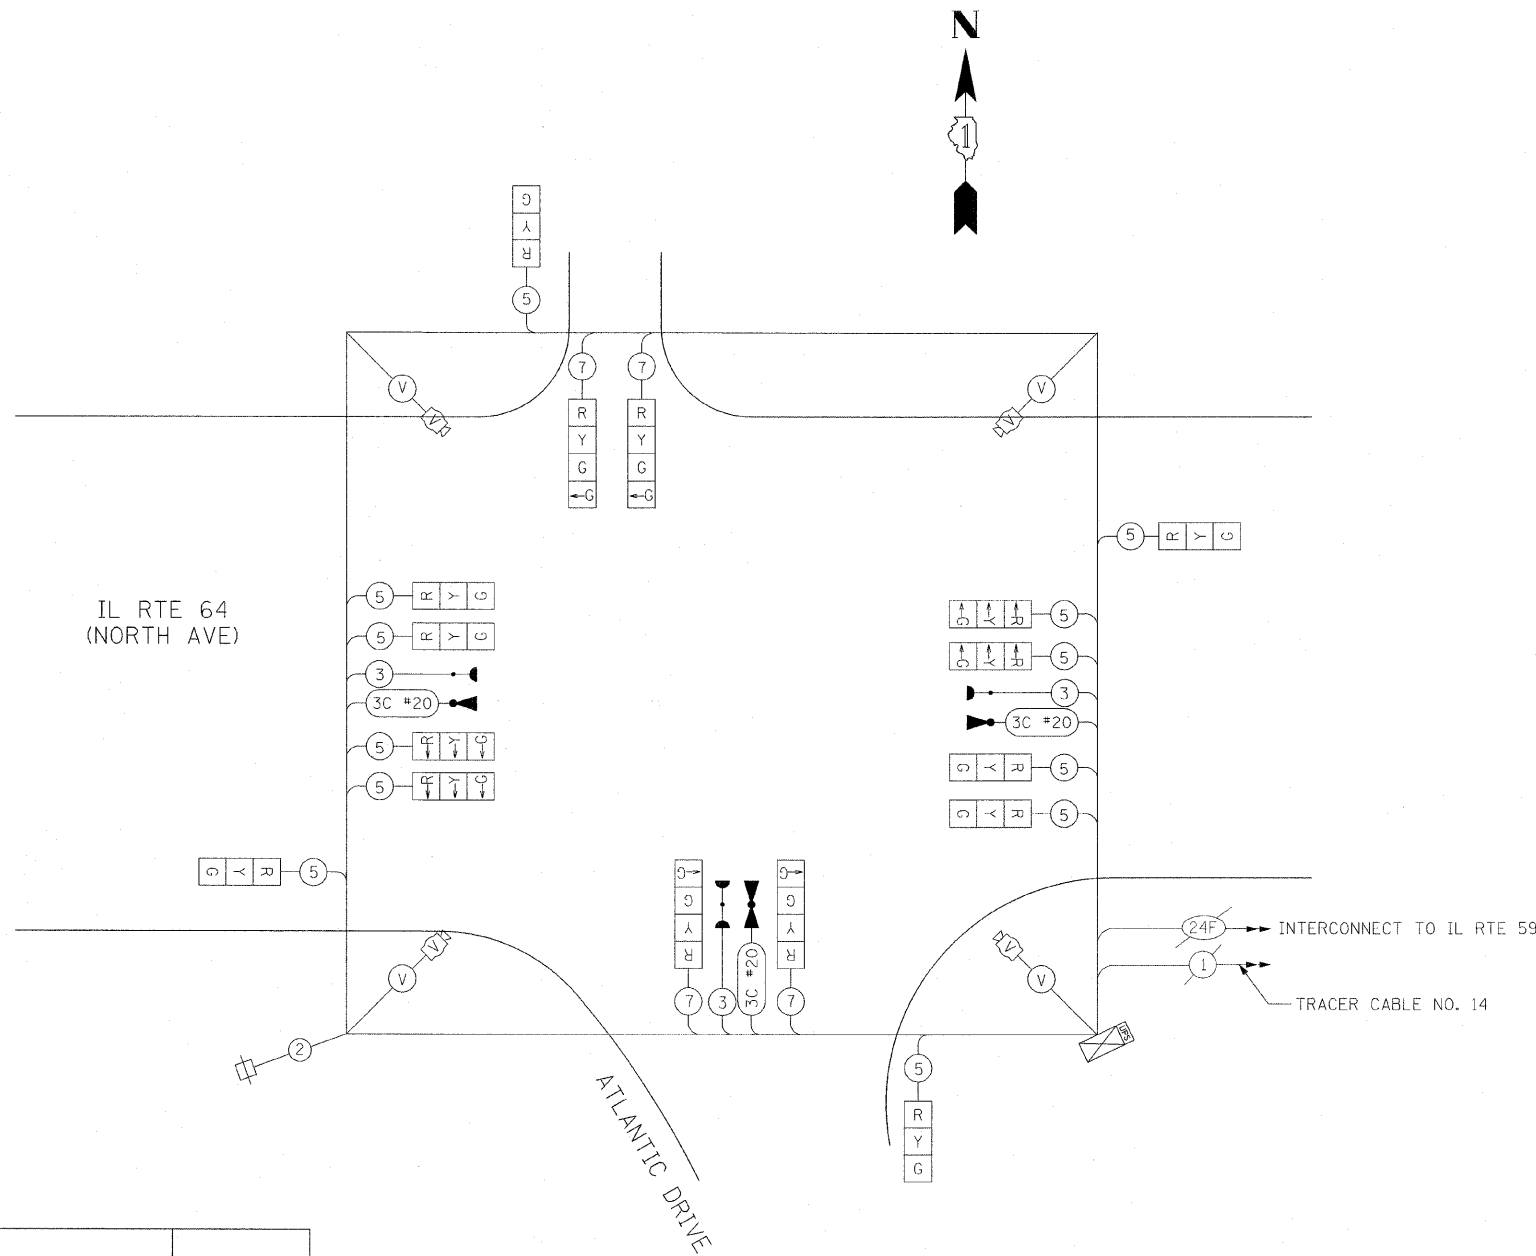 N
1
G
Y
R
5
7
7
R
Y
G
←G
R
Y
G
←G
V
V
V
V
5 R Y G
IL RTE 64
(NORTH AVE)
5 R Y G
5 R Y G
3
3C #20
5 ←R ←Y ←G
5 ←R ←Y ←G
←G ←Y ←R 5
←G ←Y ←R 5
3
3C #20
G Y R 5
G Y R 5
G Y R 5
←G
G
Y
R
7
3
3C #20
←G
G
Y
R
7
V
V
V
V
24F INTERCONNECT TO IL RTE 59
1
TRACER CABLE NO. 14
UPS
2
5
R
Y
G
ATLANTIC DRIVE